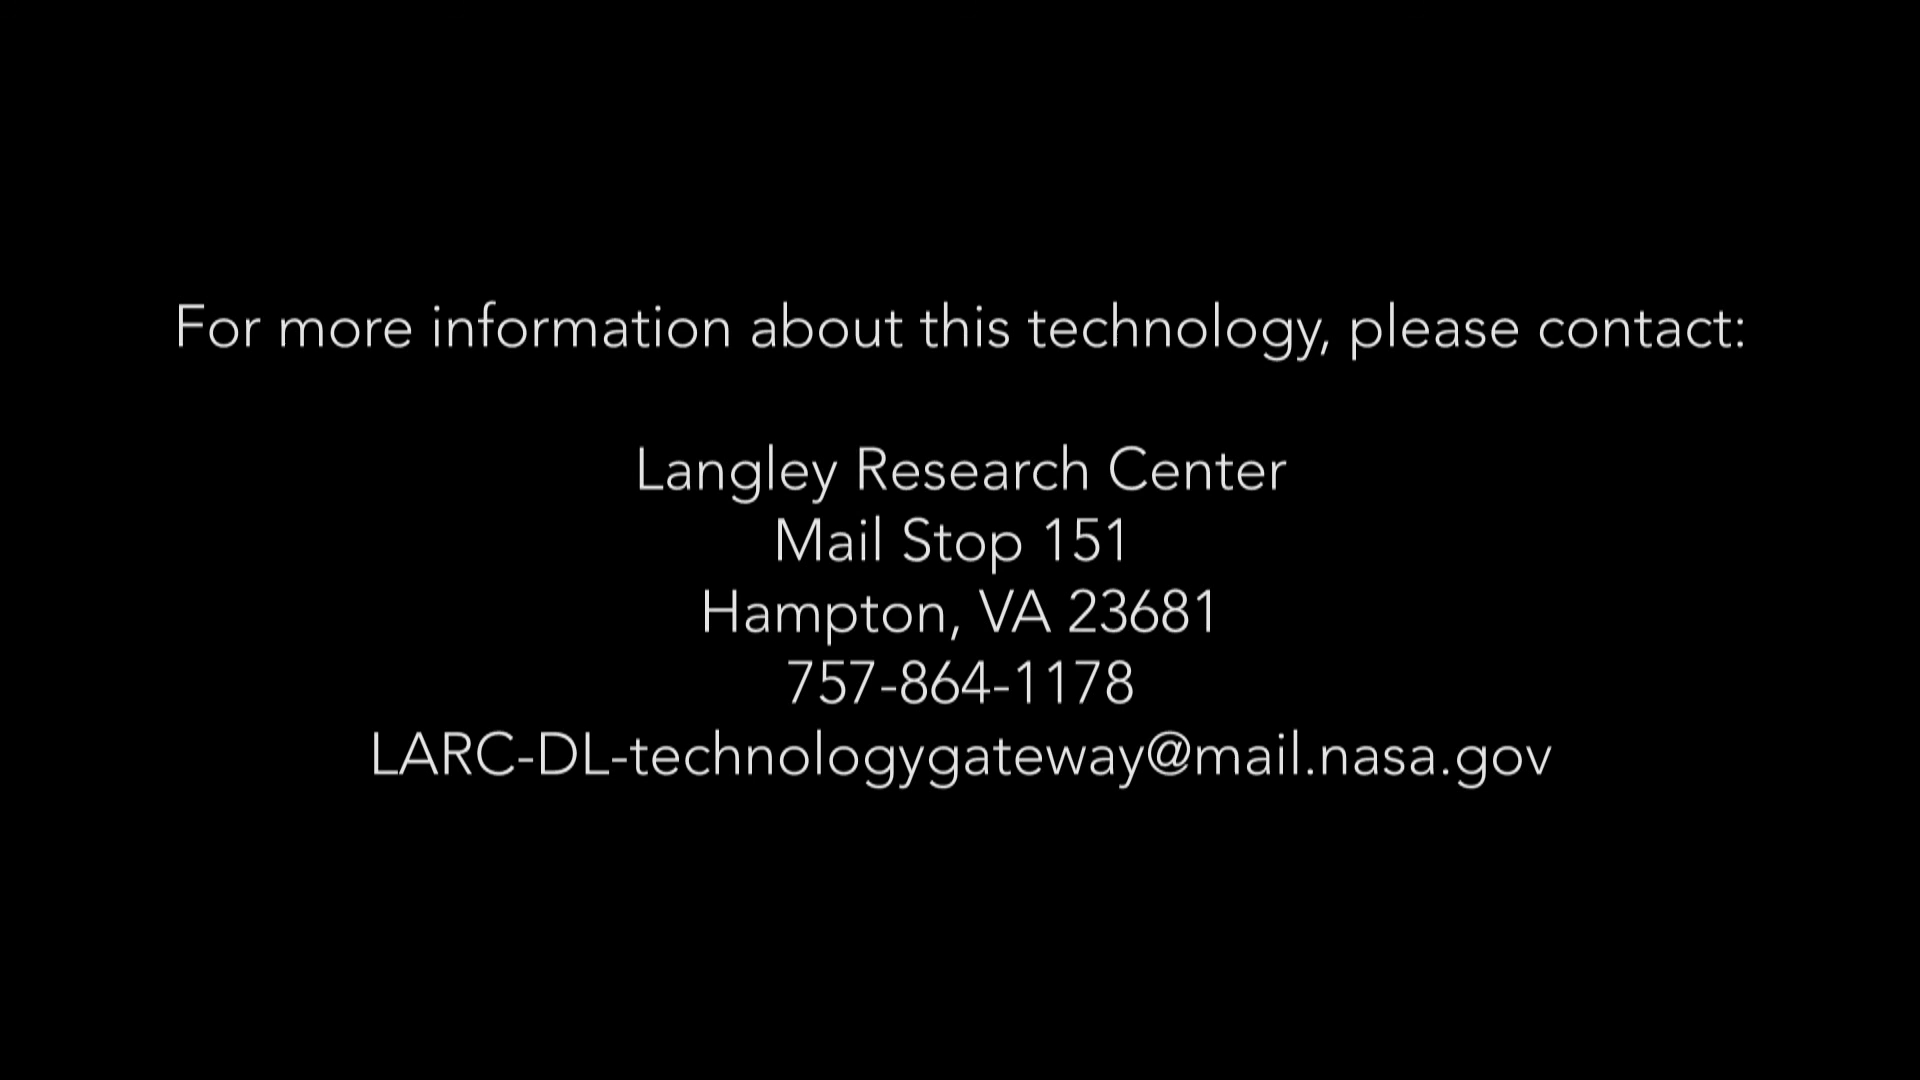 For more information about this technology, please contact:
Langley Research Center
Mail Stop 151
Hampton, VA 23681
757-864-1178
LARC-DL-technologygateway@mail.nasa.gov